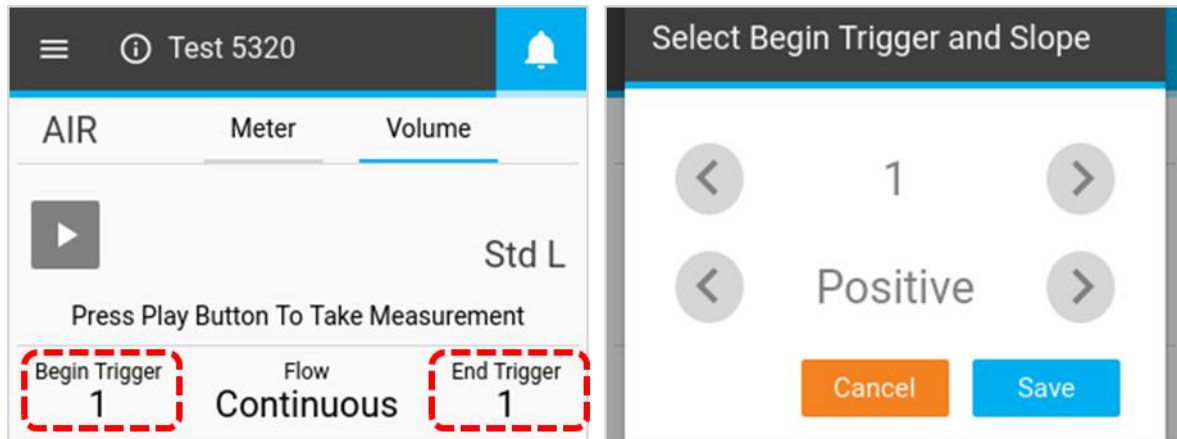 Test 5320
AIR
Meter
Volume
Std L
Press Play Button To Take Measurement
Begin Trigger
1
Flow
Continuous
End Trigger
1
Select Begin Trigger and Slope
1
Positive
Cancel
Save